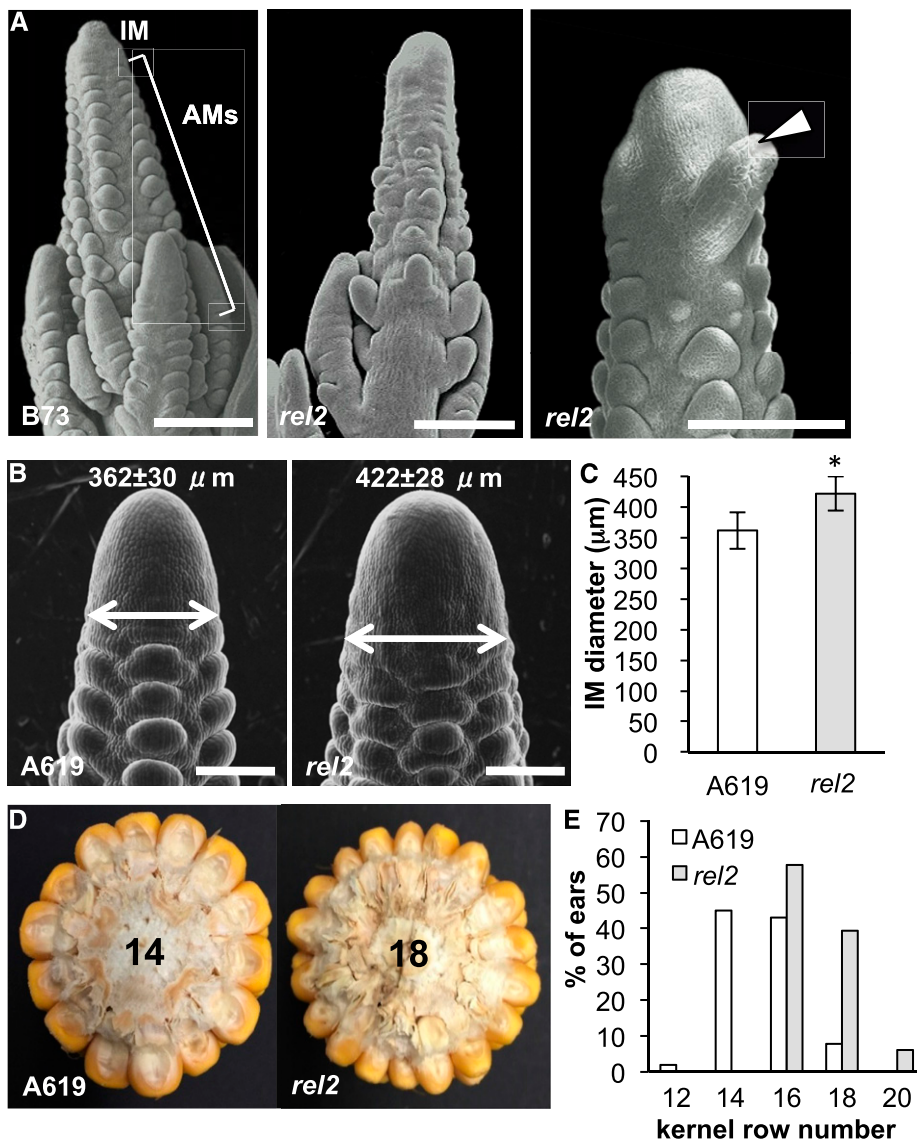 A
IM
AMs
B73
rel2
rel2
B
362±30 μm
422±28 μm
A619
rel2
C
*
IM diameter (μm)
450
400
350
300
250
200
150
100
50
0
A619
rel2
D
14
18
A619
rel2
E
% of ears
70
60
50
40
30
20
10
0
A619
rel2
12 14 16 18 20
kernel row number